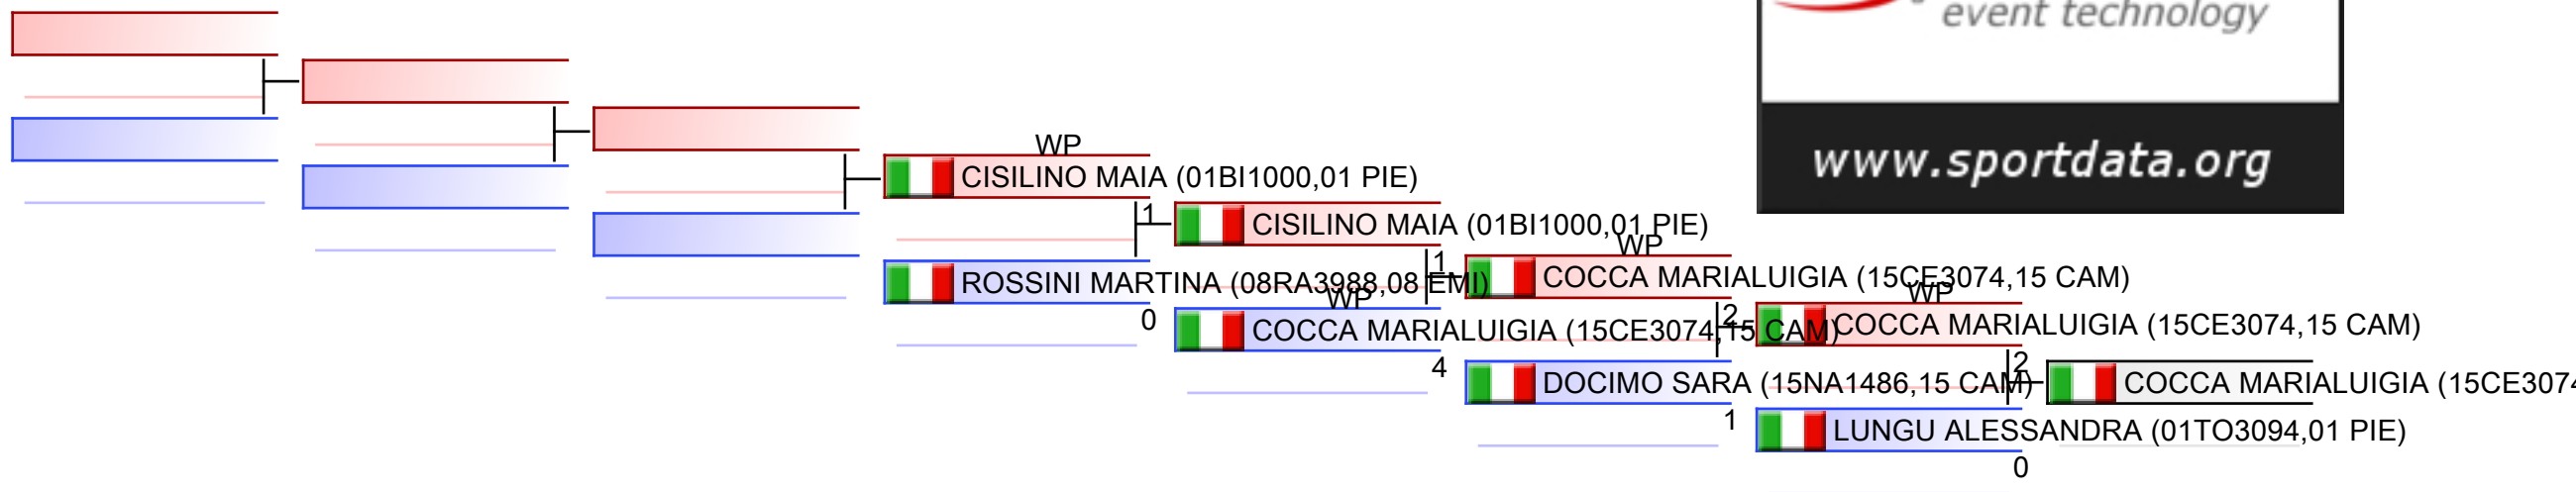 event technology
www.sportdata.org
WP
CISILINO MAIA (01BI1000,01 PIE)
1
CISILINO MAIA (01BI1000,01 PIE)
WP
1
COCCA MARIALUIGIA (15CE3074,15 CAM)
ROSSINI MARTINA (08RA3988,08 EMI)
WP
WP
0
COCCA MARIALUIGIA (15CE3074,15 CAM)
2
COCCA MARIALUIGIA (15CE3074,15 CAM)
4
DOCIMO SARA (15NA1486,15 CAM)
2
COCCA MARIALUIGIA (15CE3074
1
LUNGU ALESSANDRA (01TO3094,01 PIE)
0